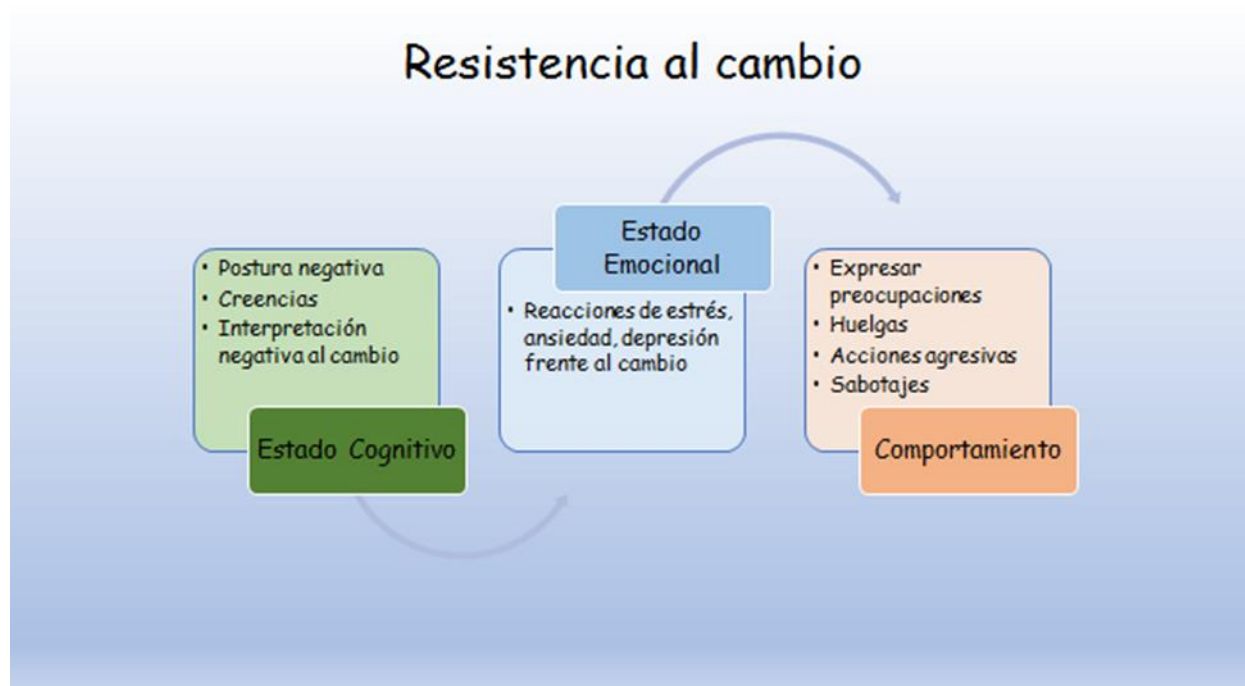 Resistencia al cambio
• Postura negativa
• Creencias
• Interpretación
negativa al cambio
Estado Cognitivo
Estado
Emocional
• Reacciones de estrés,
ansiedad, depresión
frente al cambio
• Expresar
preocupaciones
• Huelgas
• Acciones agresivas
• Sabotajes
Comportamiento